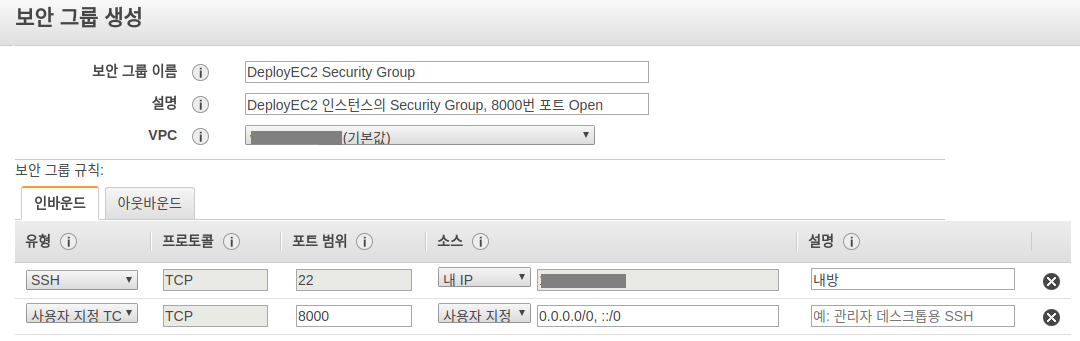 보안 그룹 생성
보안 그룹 이름 i DeployEC2 Security Group
설명 i DeployEC2 인스턴스의 Security Group, 8000번 포트 Open
VPC i (기본값)
보안 그룹 규칙:
인바운드 아웃바운드
유형 i 프로토콜 i 포트 범위 i 소스 i 설명 i
SSH TCP 22 내 IP 내방
사용자 지정 TC TCP 8000 사용자 지정 0.0.0.0/0, ::/0 예: 관리자 데스크톱용 SSH